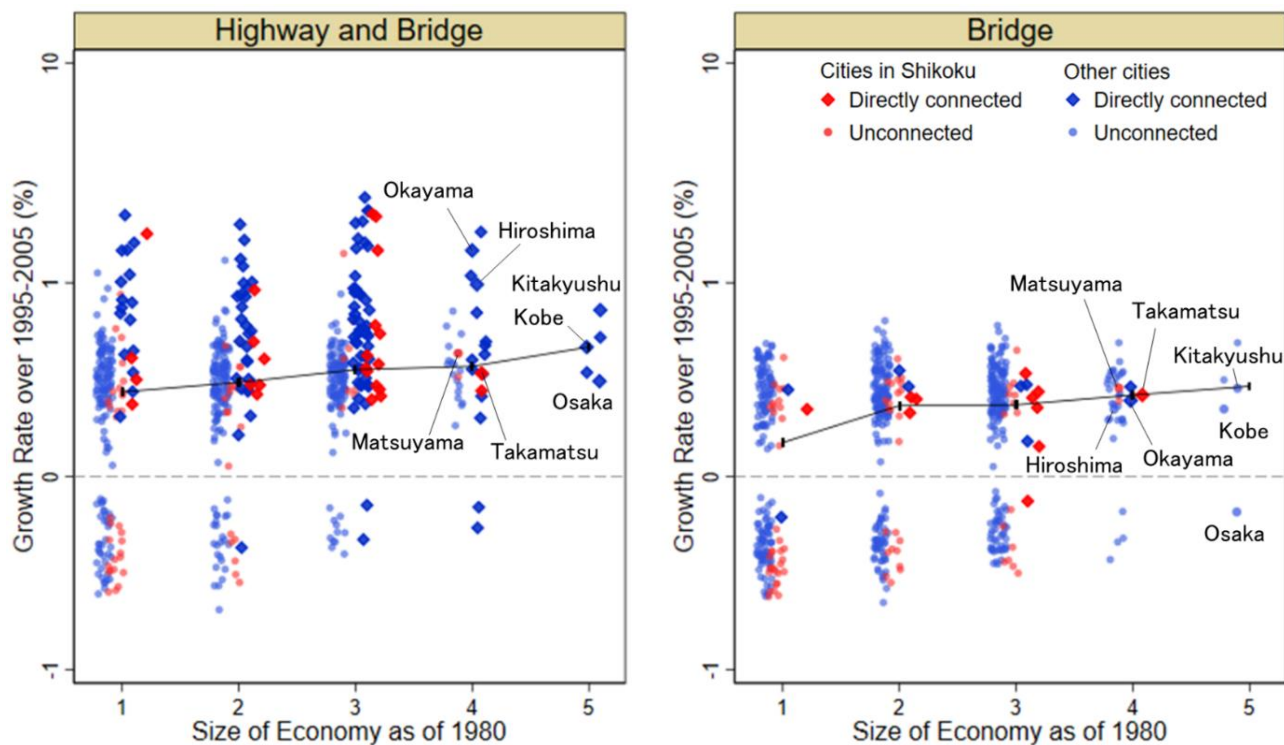 Highway and Bridge
Growth Rate over 1995-2005 (%)
10
1
0
-1
Okayama
Hiroshima
Kitakyushu
Kobe
Osaka
Matsuyama
Takamatsu
1 2 3 4 5
Size of Economy as of 1980
Bridge
Growth Rate over 1995-2005 (%)
10
1
0
-1
Cities in Shikoku
Directly connected
Unconnected
Other cities
Directly connected
Unconnected
Matsuyama
Takamatsu
Kitakyushu
Kobe
Hiroshima
Okayama
Osaka
1 2 3 4 5
Size of Economy as of 1980